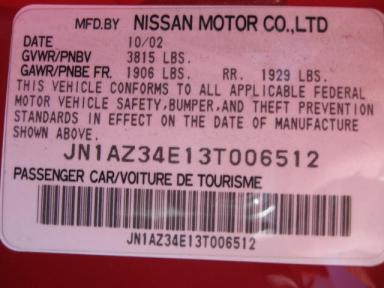 MFD.BY NISSAN MOTOR CO.,LTD
DATE 10/02
GVWR/PNBV 3815 LBS.
GAWR/PNBE FR. 1906 LBS. RR. 1929 LBS.
THIS VEHICLE CONFORMS TO ALL APPLICABLE FEDERAL
MOTOR VEHICLE SAFETY,BUMPER,AND THEFT PREVENTION
STANDARDS IN EFFECT ON THE DATE OF MANUFACTURE
SHOWN ABOVE.
JN1AZ34E13T006512
PASSENGER CAR/VOITURE DE TOURISME
JN1AZ34E13T006512